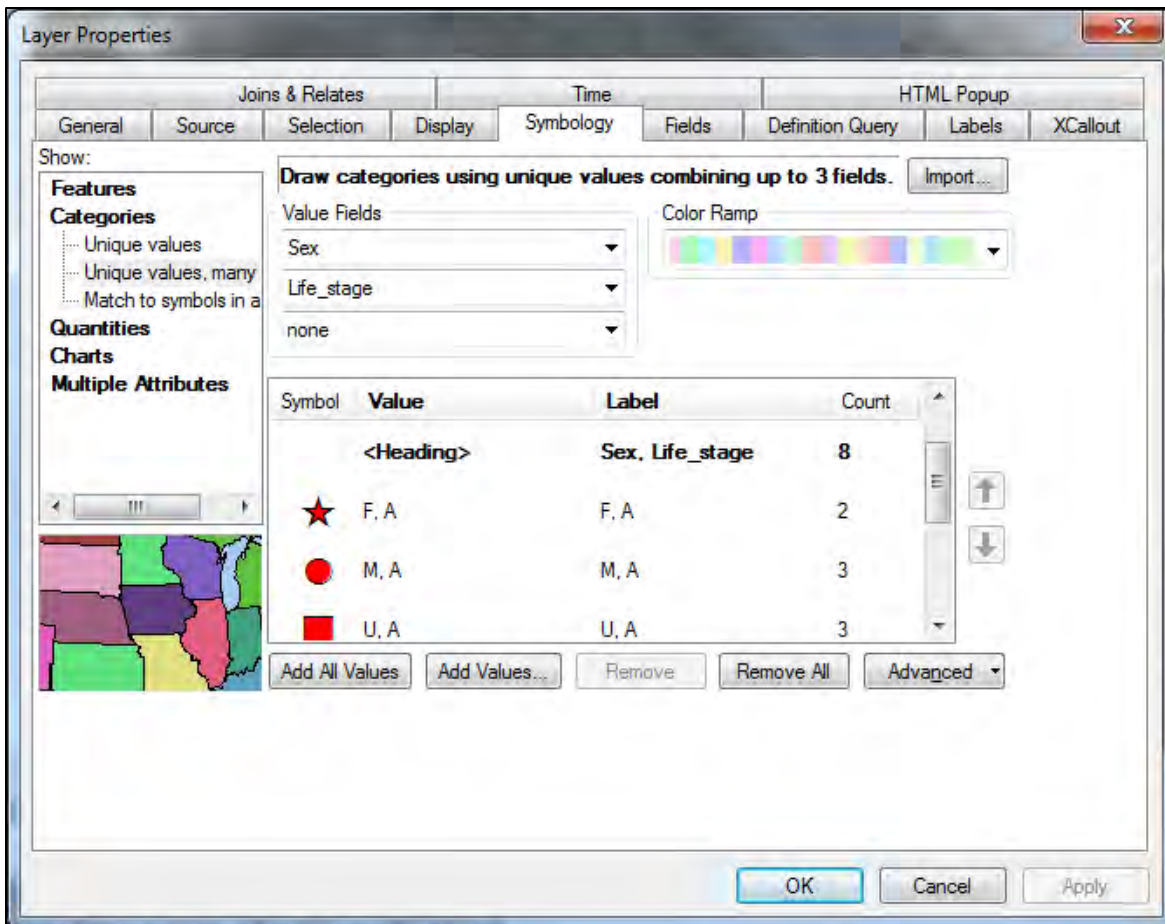 Layer Properties
Joins & Relates Time HTML Popup
General Source Selection Display Symbology Fields Definition Query Labels XCallout
Show:
Features
Categories
Unique values
Unique values, many
Match to symbols in a
Quantities
Charts
Multiple Attributes
Draw categories using unique values combining up to 3 fields.
Import...
Value Fields
Sex
Life_stage
none
Color Ramp
Symbol Value Label Count
<Heading> Sex, Life_stage 8
F, A F, A 2
M, A M, A 3
U, A U, A 3
Add All Values Add Values... Remove Remove All Advanced
OK Cancel Apply